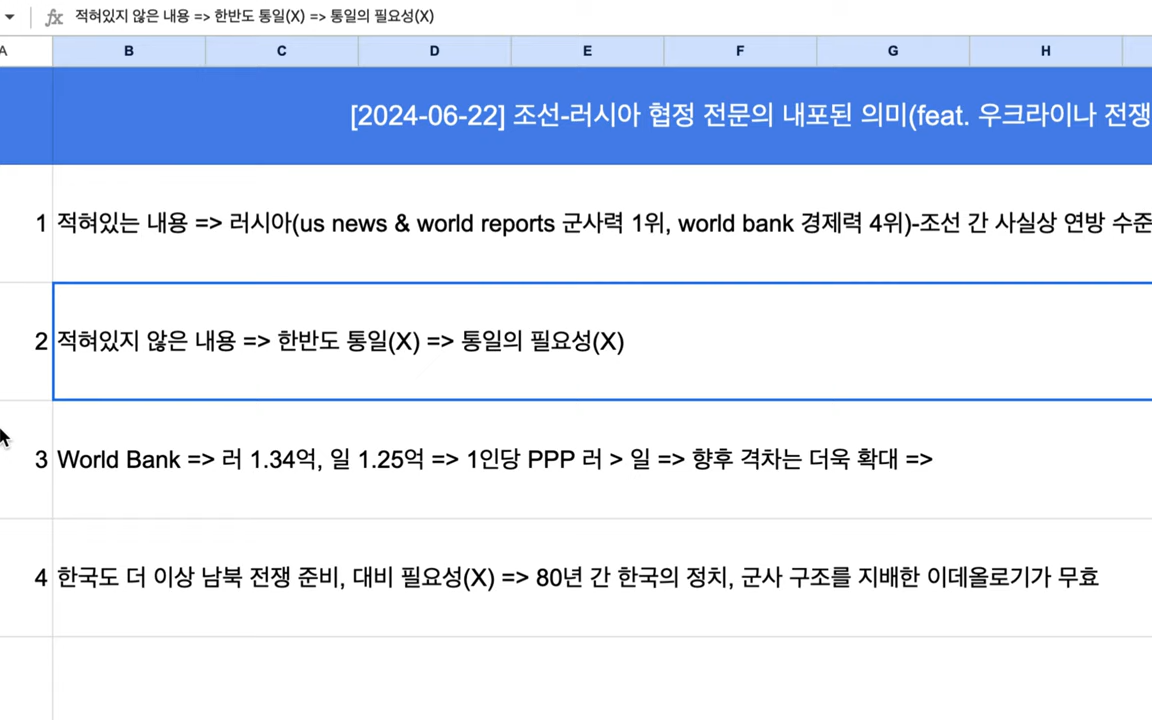 fx 적혀있지 않은 내용 => 한반도 통일(X) => 통일의 필요성(X)
A B C D E F G H
[2024-06-22] 조선-러시아 협정 전문의 내포된 의미(feat. 우크라이나 전쟁
1 적혀있는 내용 => 러시아(us news & world reports 군사력 1위, world bank 경제력 4위)-조선 간 사실상 연방 수준
2 적혀있지 않은 내용 => 한반도 통일(X) => 통일의 필요성(X)
3 World Bank => 러 1.34억, 일 1.25억 => 1인당 PPP 러 > 일 => 향후 격차는 더욱 확대 =>
4 한국도 더 이상 남북 전쟁 준비, 대비 필요성(X) => 80년 간 한국의 정치, 군사 구조를 지배한 이데올로기가 무효